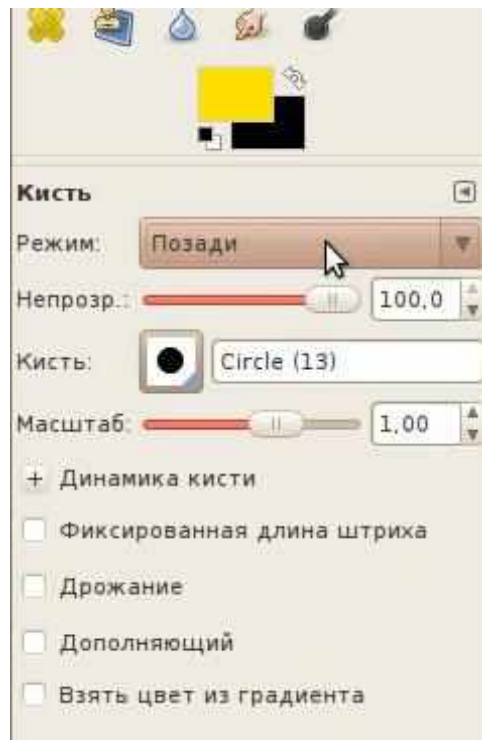 Кисть
Режим: Позади
Непрозр.: 100,0
Кисть: Circle (13)
Масштаб: 1,00
+ Динамика кисти
Фиксированная длина штриха
Дрожание
Дополняющий
Взять цвет из градиента